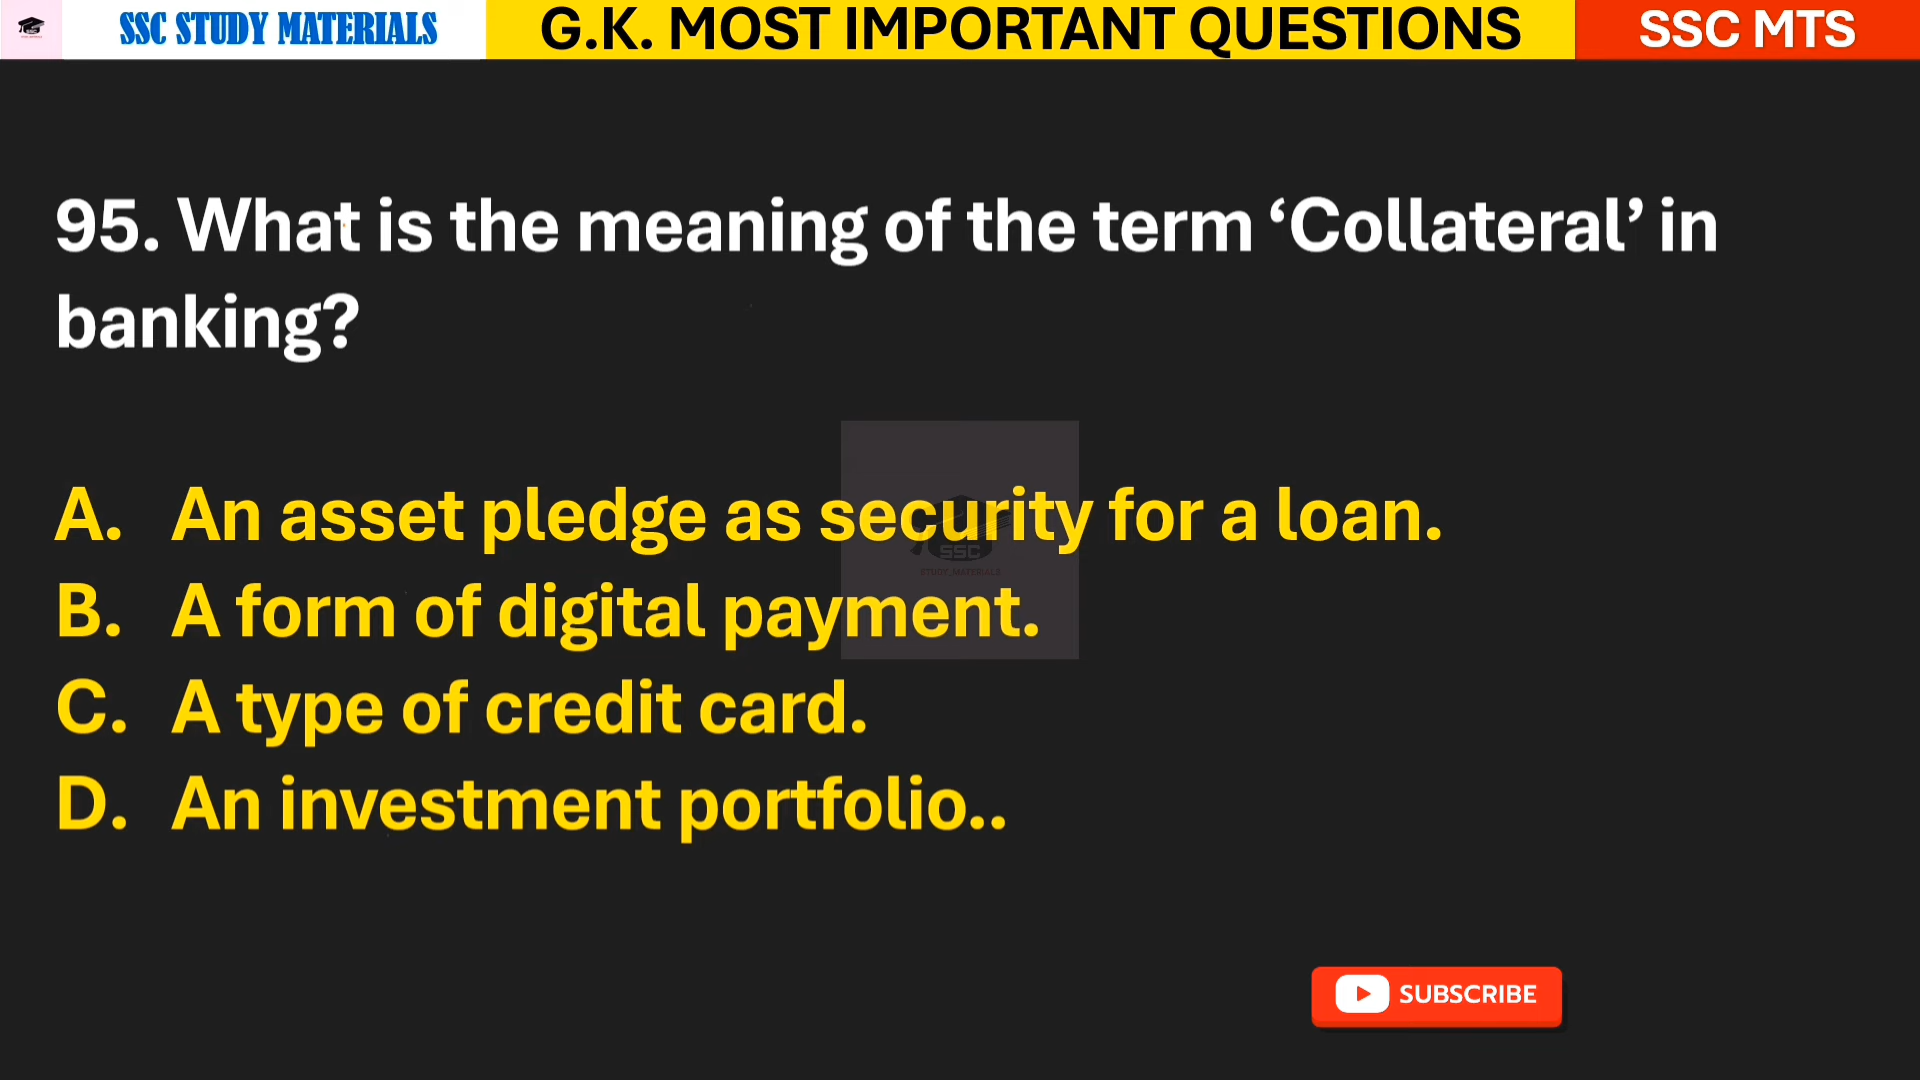 SSC STUDY MATERIALS
G.K. MOST IMPORTANT QUESTIONS
SSC MTS
95. What is the meaning of the term ‘Collateral’ in
banking?
A. An asset pledge as security for a loan.
B. A form of digital payment.
C. A type of credit card.
D. An investment portfolio..
SSC
STUDY_MATERIALS
SUBSCRIBE